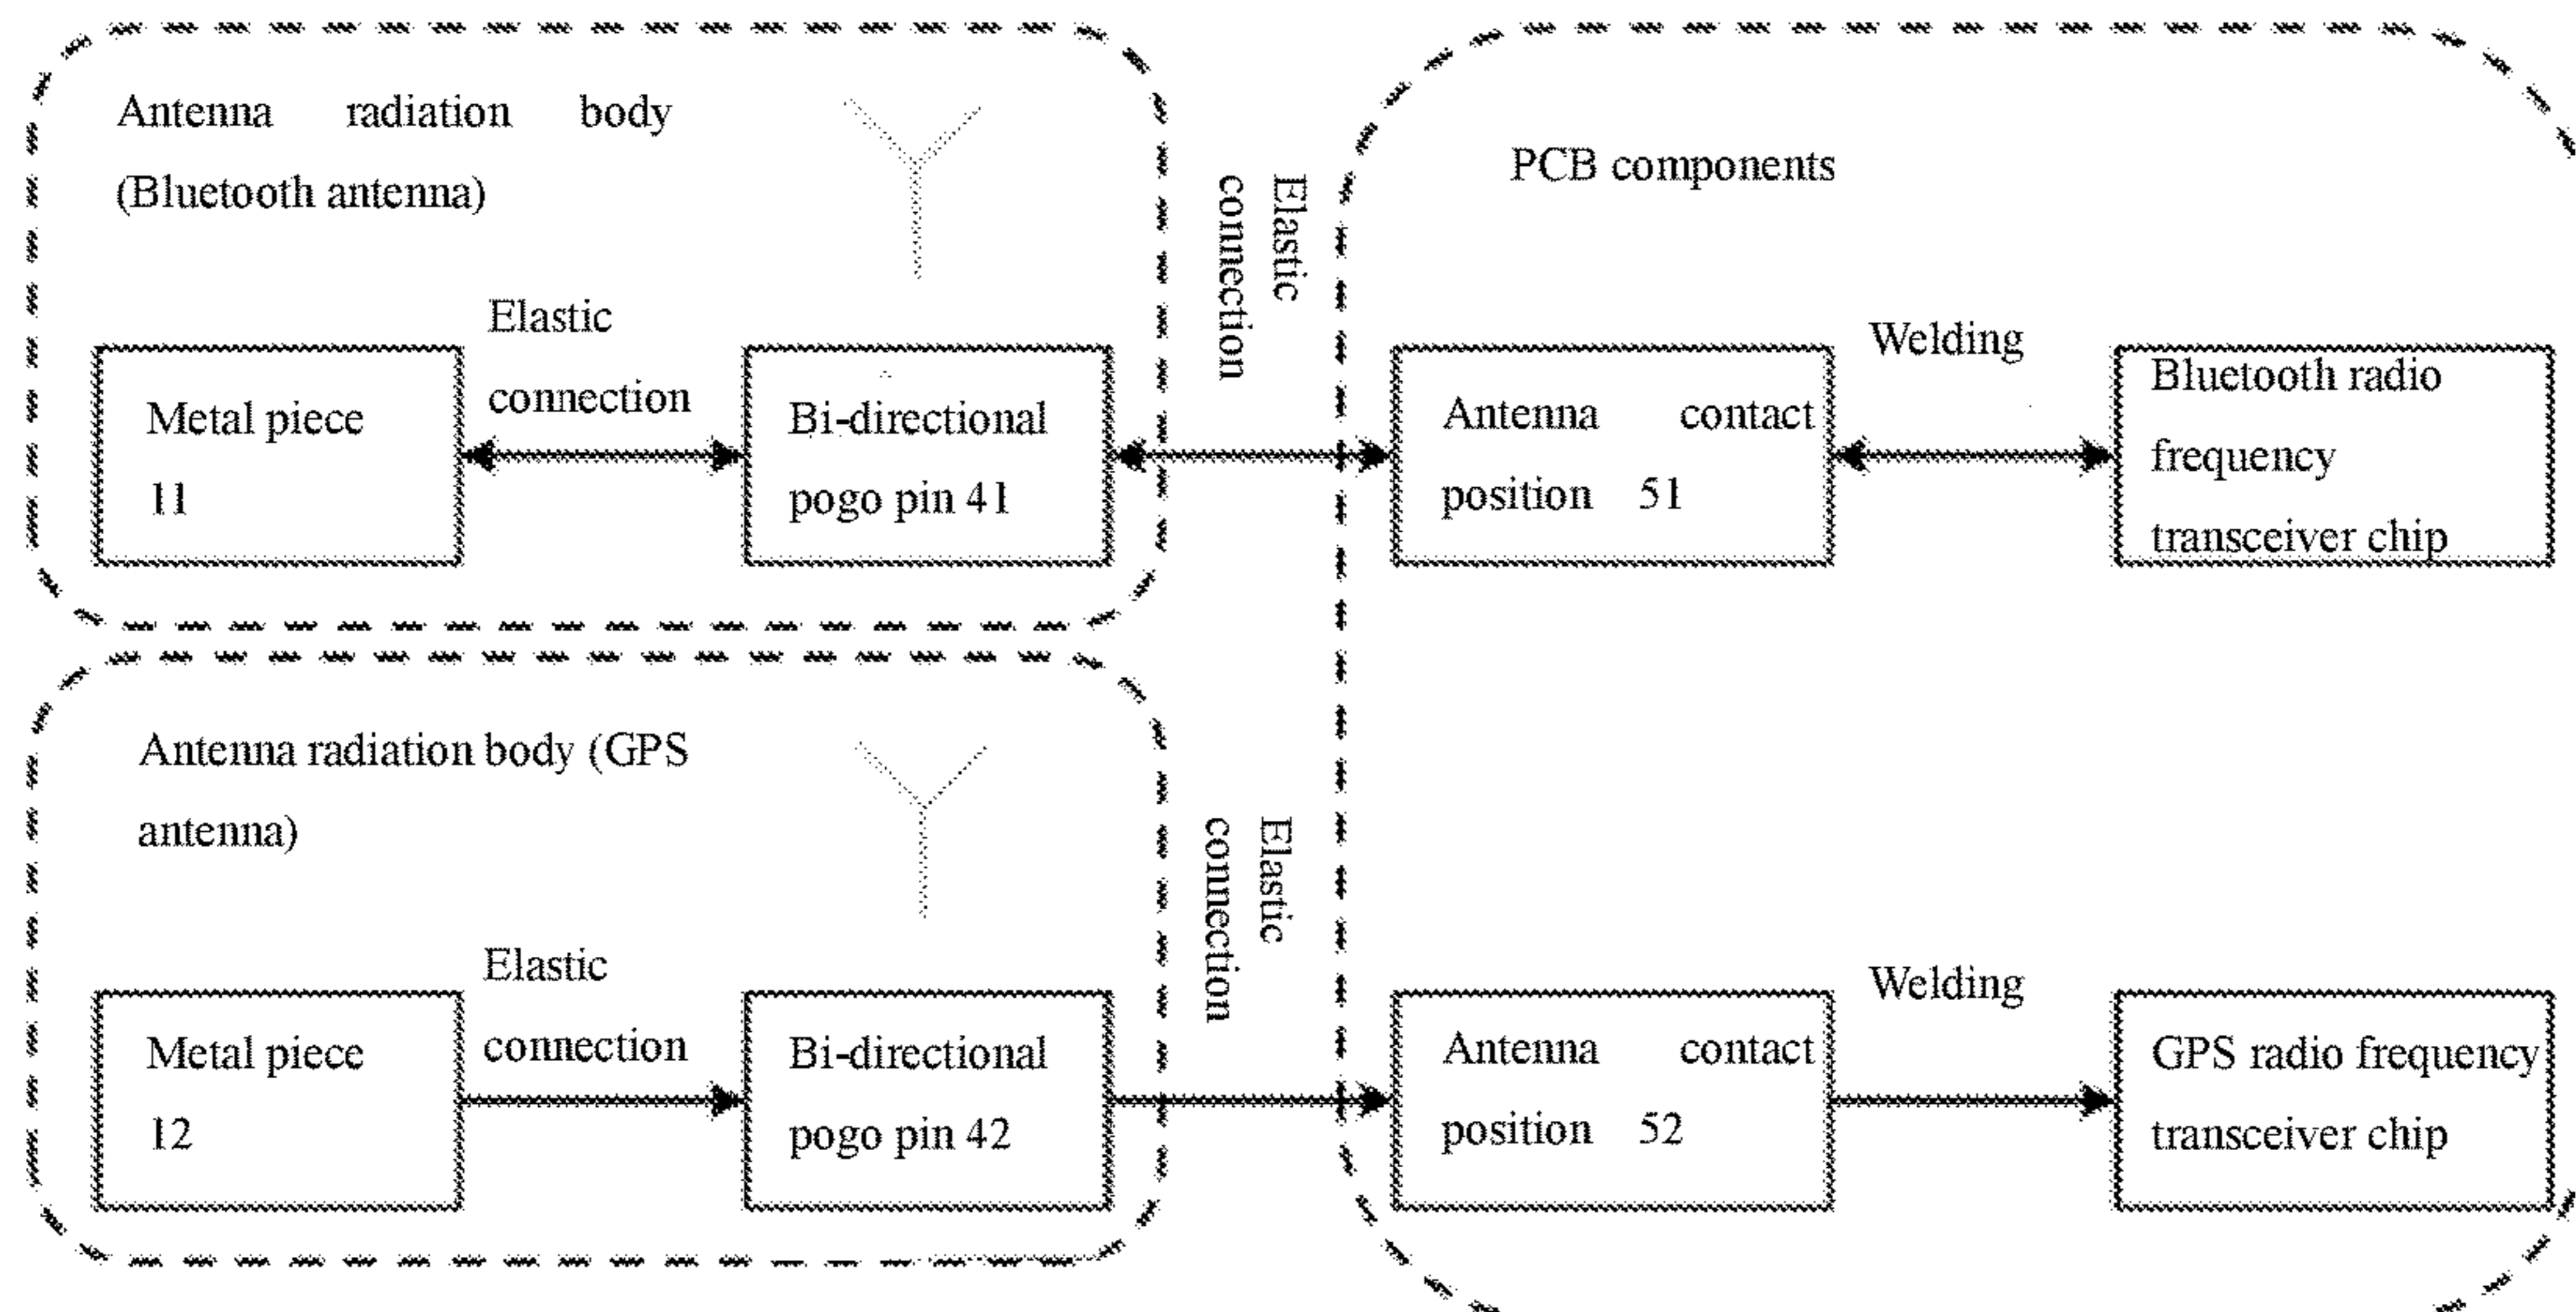 Antenna radiation body
(Bluetooth antenna)
Elastic
connection
Metal piece
11
Bi-directional
pogo pin 41
Elastic
connection
PCB components
Antenna contact
position 51
Welding
Bluetooth radio
frequency
transceiver chip
Antenna radiation body (GPS
antenna)
Elastic
connection
Metal piece
12
Bi-directional
pogo pin 42
Elastic
connection
Antenna contact
position 52
Welding
GPS radio frequency
transceiver chip